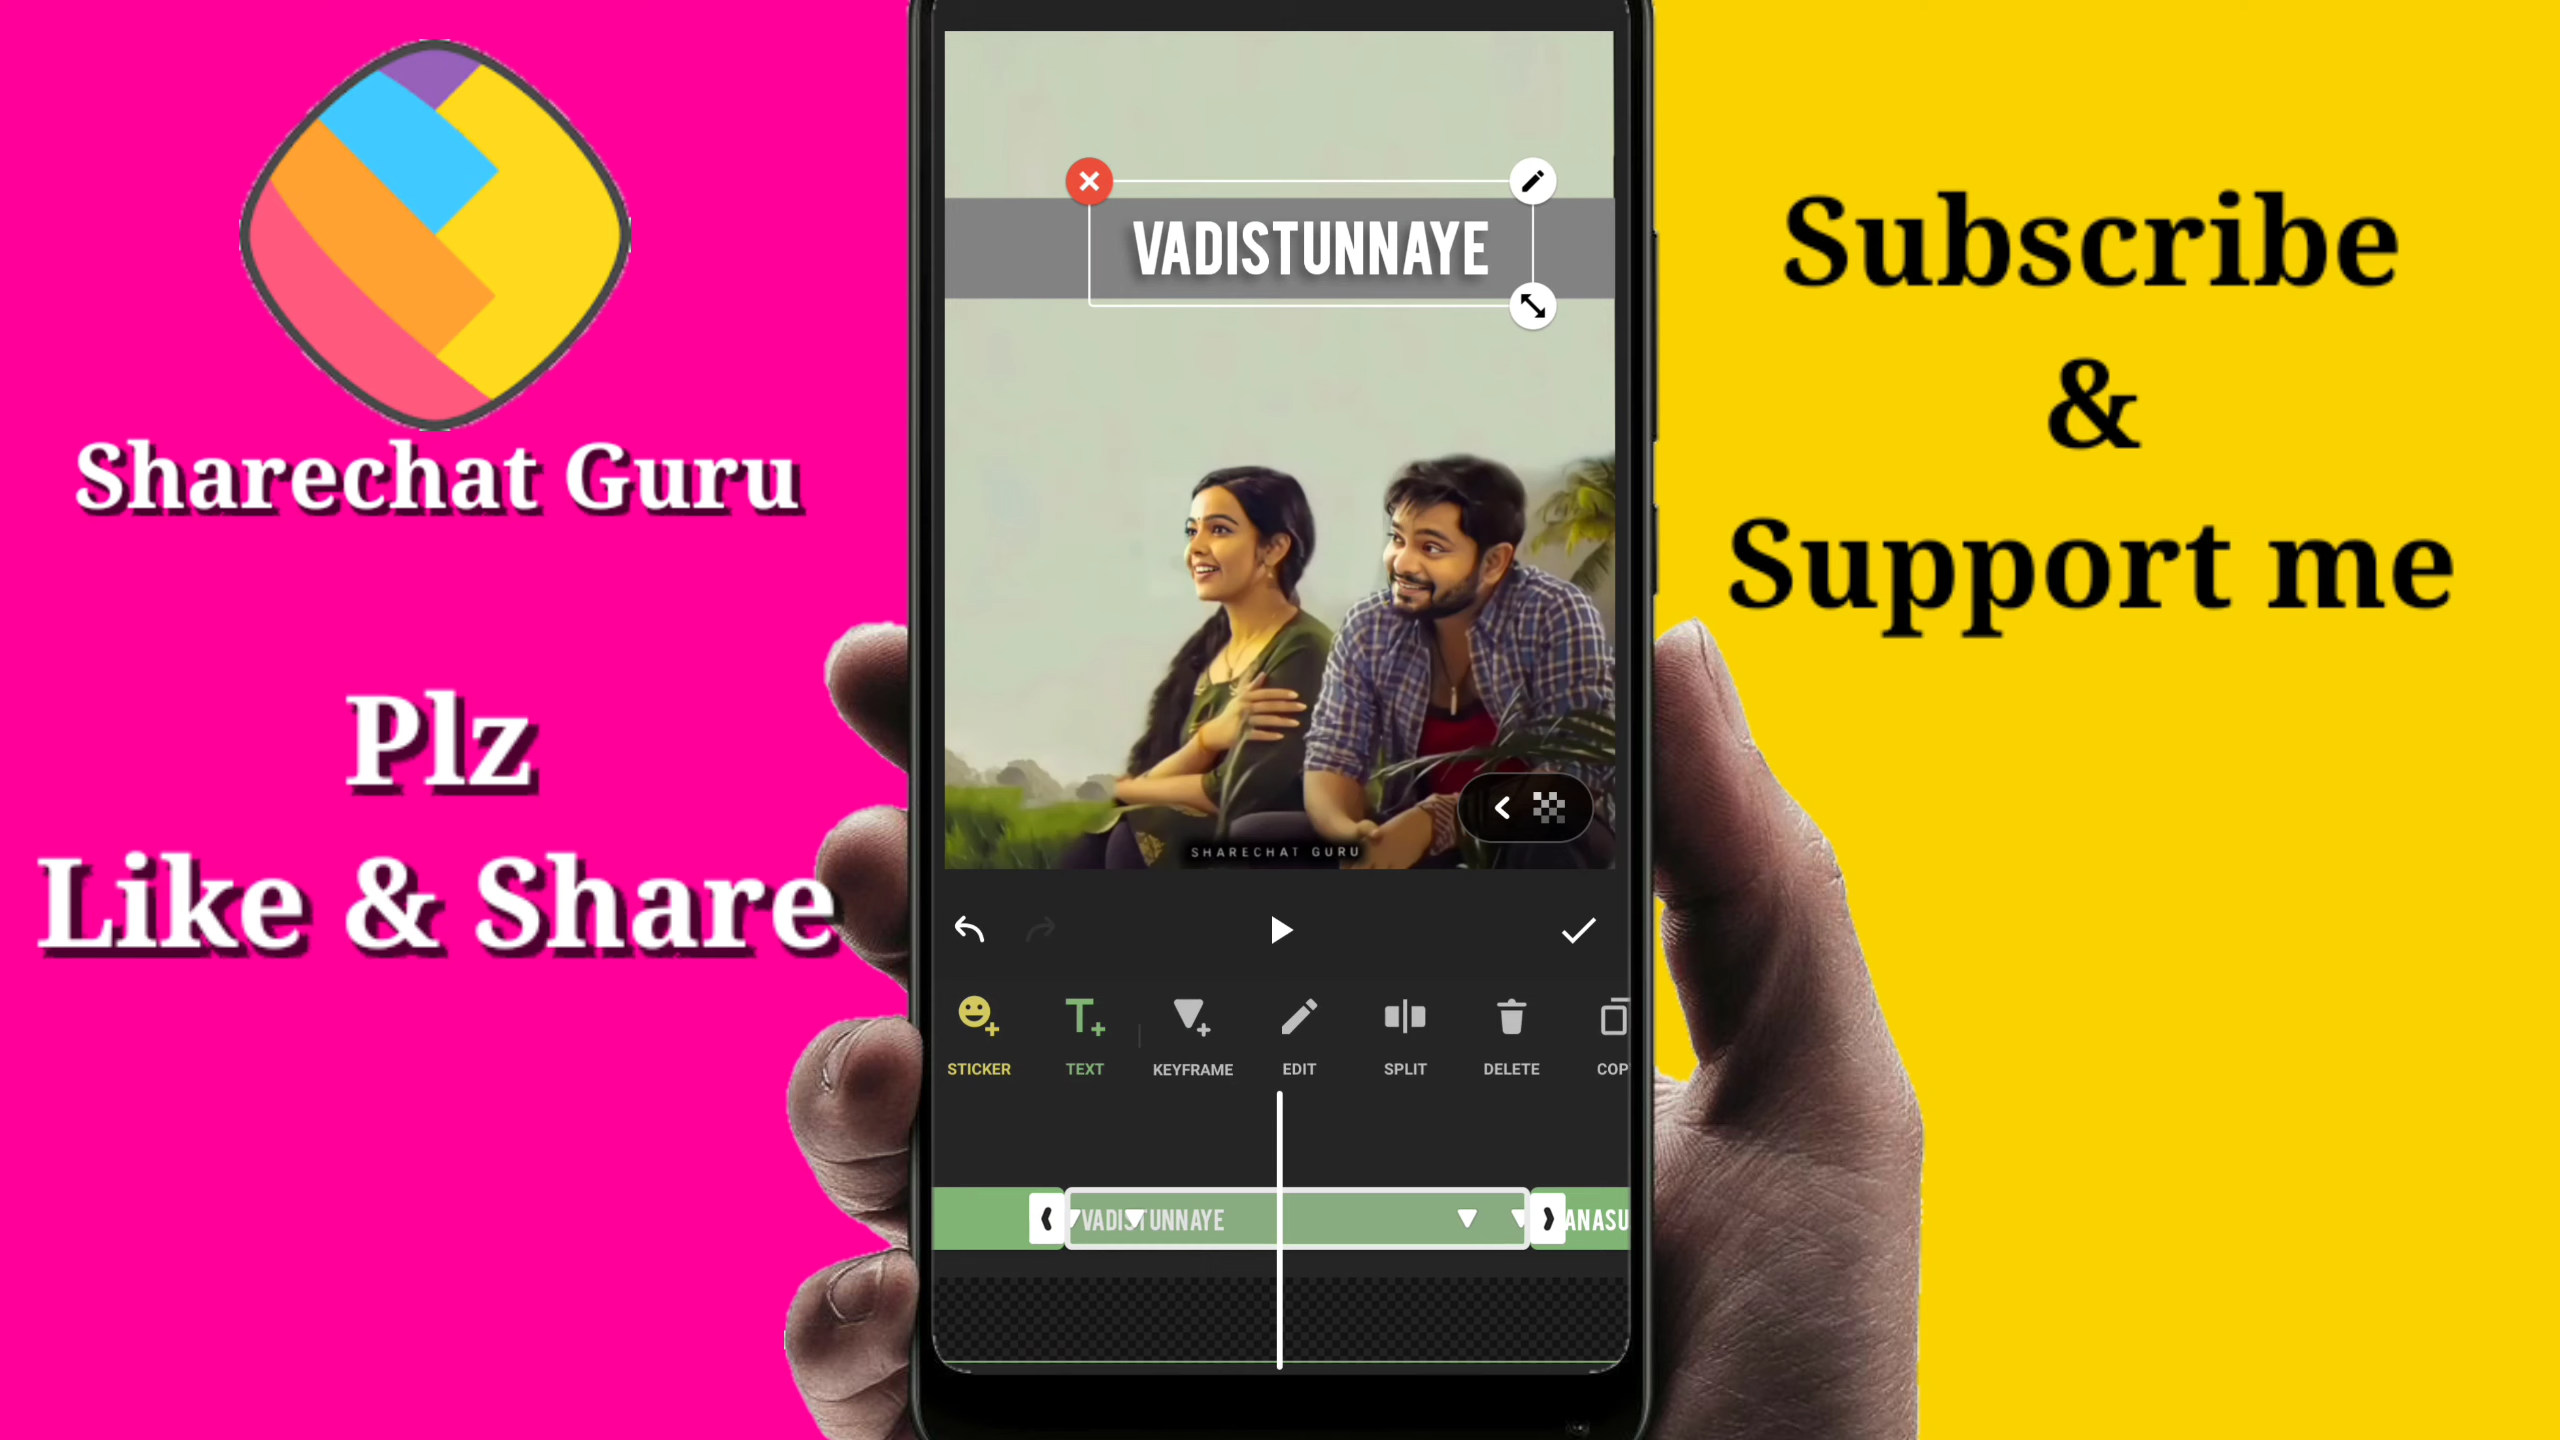 Sharechat Guru
Plz
Like & Share
VADISTUNNAYE
SHARECHAT GURU
STICKER
TEXT
KEYFRAME
EDIT
SPLIT
DELETE
COP
VADISTUNNAYE
ANASU
Subscribe
&
Support me